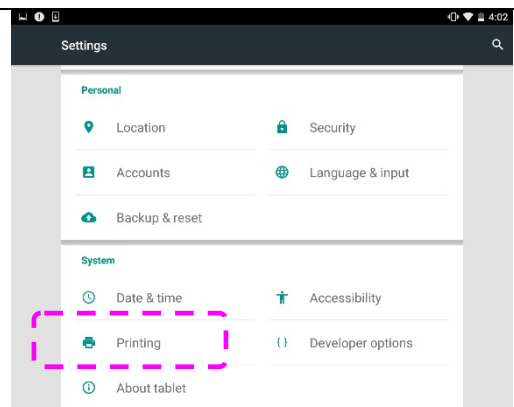 4:02
Settings
Personal
Location Security
Accounts Language & input
Backup & reset
System
Date & time Accessibility
Printing { } Developer options
About tablet